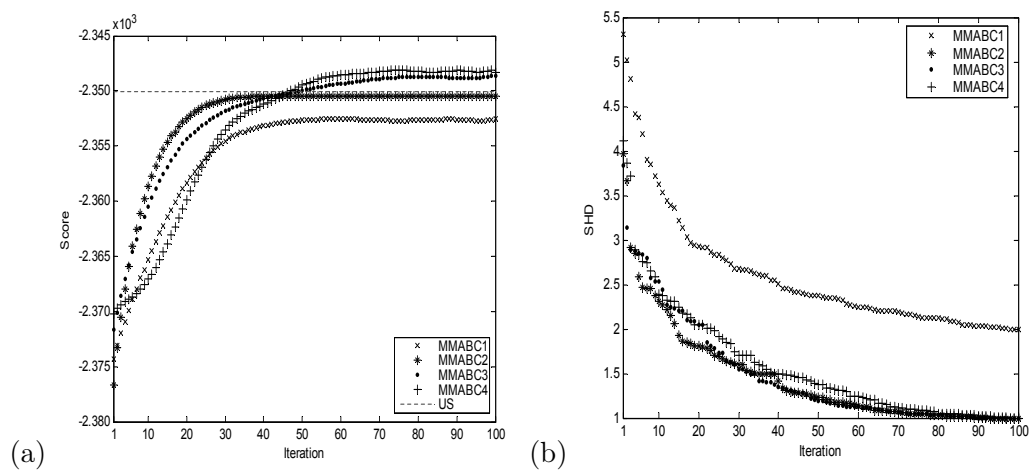 ×10³
-2.345
-2.350
-2.355
-2.360
-2.365
-2.370
-2.375
-2.380
Score
MMABC1
MMABC2
MMABC3
MMABC4
US
1 10 20 30 40 50 60 70 80 90 100
Iteration
(a)
5.5
5
4.5
4
3.5
3
2.5
2
1.5
1
SHD
MMABC1
MMABC2
MMABC3
MMABC4
1 10 20 30 40 50 60 70 80 90 100
Iteration
(b)